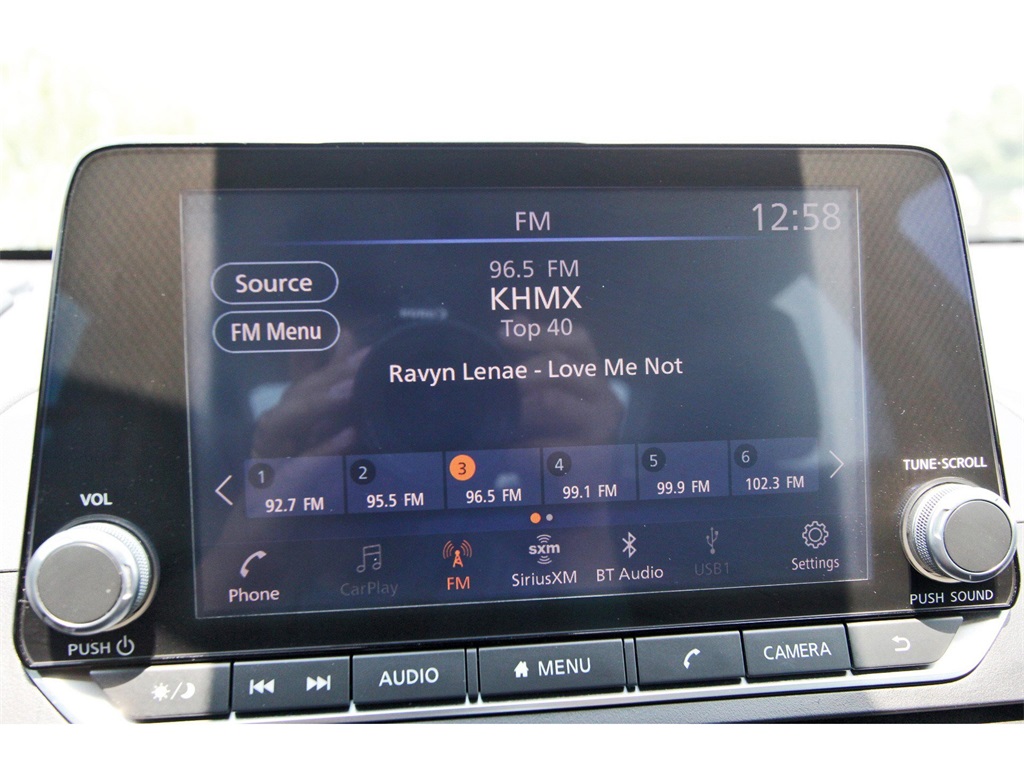 FM
12:58
Source
FM Menu
96.5 FM
KHMX
Top 40
Ravyn Lenae - Love Me Not
1 2 3 4 5 6
92.7 FM 95.5 FM 96.5 FM 99.1 FM 99.9 FM 102.3 FM
sxm
Phone CarPlay FM SiriusXM BT Audio USB1 Settings
VOL
PUSH
TUNE·SCROLL
PUSH SOUND
AUDIO MENU CAMERA